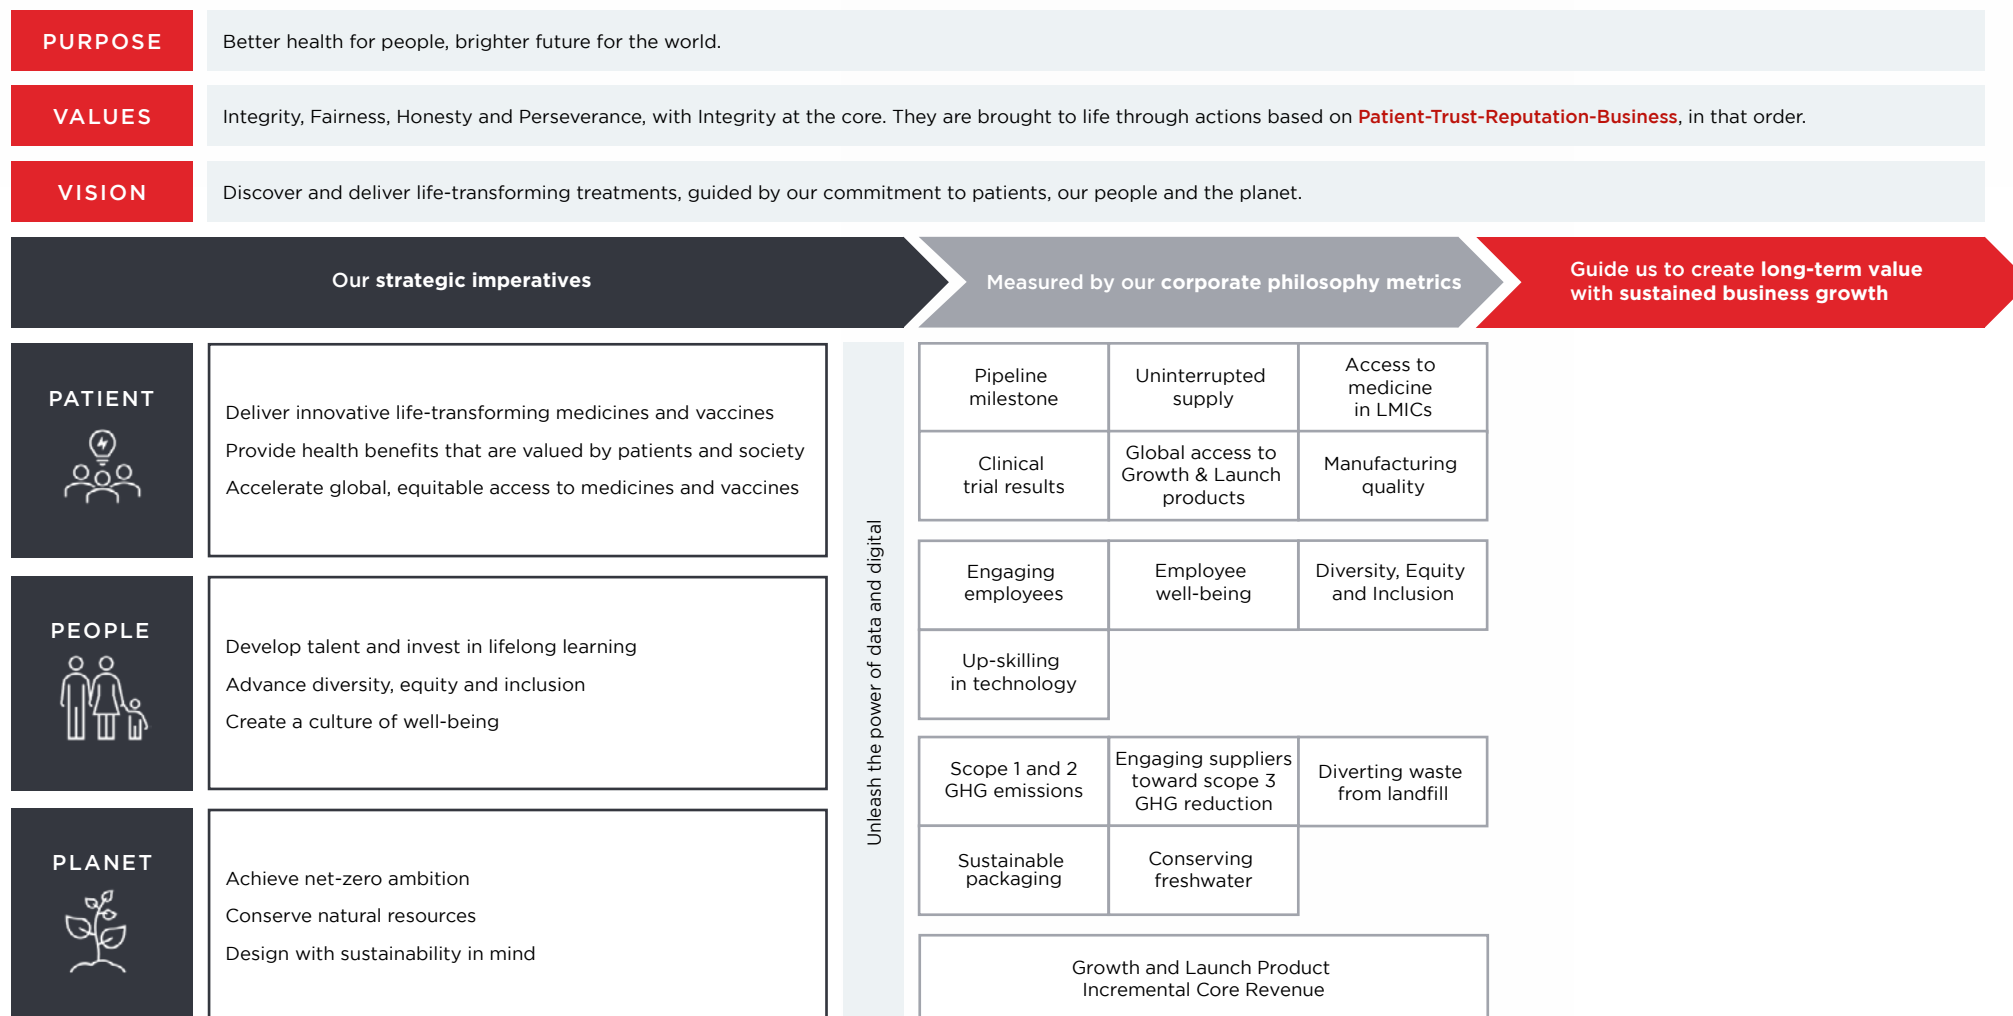 PURPOSE
Better health for people, brighter future for the world.
VALUES
Integrity, Fairness, Honesty and Perseverance, with Integrity at the core. They are brought to life through actions based on Patient-Trust-Reputation-Business, in that order.
VISION
Discover and deliver life-transforming treatments, guided by our commitment to patients, our people and the planet.
Our strategic imperatives
Measured by our corporate philosophy metrics
Guide us to create long-term value
with sustained business growth
PATIENT
Deliver innovative life-transforming medicines and vaccines
Provide health benefits that are valued by patients and society
Accelerate global, equitable access to medicines and vaccines
PEOPLE
Develop talent and invest in lifelong learning
Advance diversity, equity and inclusion
Create a culture of well-being
PLANET
Achieve net-zero ambition
Conserve natural resources
Design with sustainability in mind
Unleash the power of data and digital
Pipeline
milestone
Uninterrupted
supply
Access to
medicine
in LMICs
Clinical
trial results
Global access to
Growth & Launch
products
Manufacturing
quality
Engaging
employees
Employee
well-being
Diversity, Equity
and Inclusion
Up-skilling
in technology
Scope 1 and 2
GHG emissions
Engaging suppliers
toward scope 3
GHG reduction
Diverting waste
from landfill
Sustainable
packaging
Conserving
freshwater
Growth and Launch Product
Incremental Core Revenue